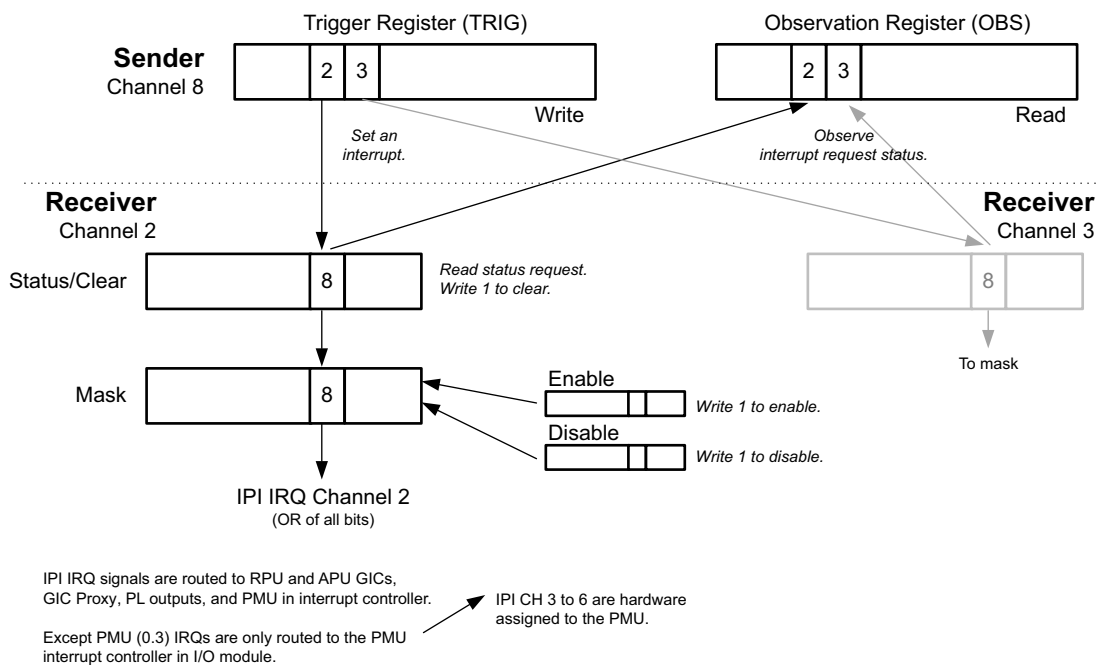 Trigger Register (TRIG)
Observation Register (OBS)
Sender
Channel 8
2 3
2 3
Write
Read
Set an
interrupt.
Observe
interrupt request status.
Receiver
Channel 2
Receiver
Channel 3
Status/Clear
8
Read status request.
Write 1 to clear.
8
To mask
Mask
8
Enable
Write 1 to enable.
Disable
Write 1 to disable.
IPI IRQ Channel 2
(OR of all bits)
IPI IRQ signals are routed to RPU and APU GICs,
GIC Proxy, PL outputs, and PMU in interrupt controller.
Except PMU (0.3) IRQs are only routed to the PMU
interrupt controller in I/O module.
IPI CH 3 to 6 are hardware
assigned to the PMU.